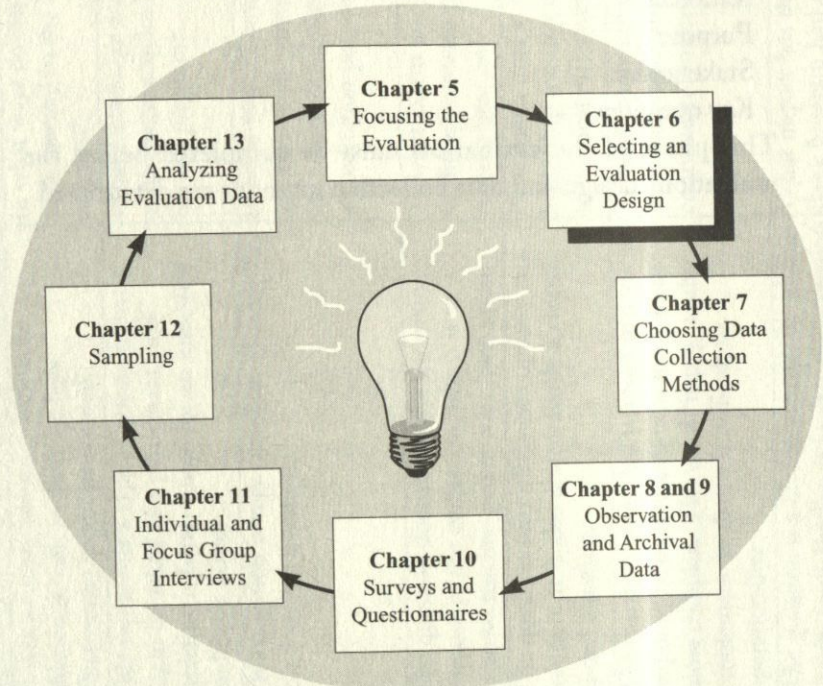 Purpose
Chapter 5
Focusing the
Evaluation
Chapter 6
Selecting an
Evaluation
Design
Chapter 7
Choosing Data
Collection
Methods
Chapter 8 and 9
Observation
and Archival
Data
Chapter 10
Surveys and
Questionnaires
Chapter 11
Individual and
Focus Group
Interviews
Chapter 12
Sampling
Chapter 13
Analyzing
Evaluation Data